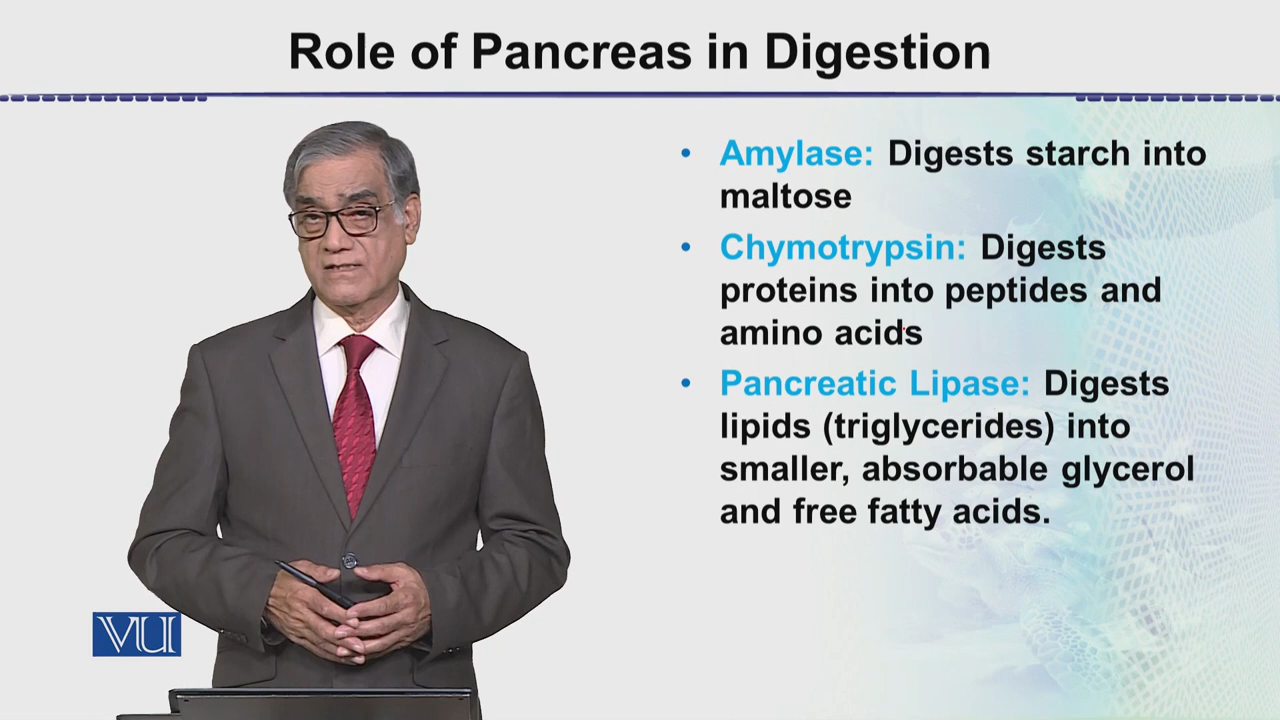 Role of Pancreas in Digestion
• Amylase: Digests starch into
maltose
• Chymotrypsin: Digests
proteins into peptides and
amino acids
• Pancreatic Lipase: Digests
lipids (triglycerides) into
smaller, absorbable glycerol
and free fatty acids.
VU